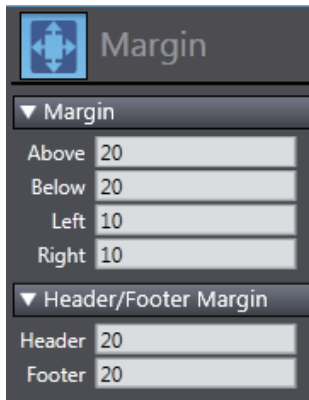 Margin
▼ Margin
Above 20
Below 20
Left 10
Right 10
▼ Header/Footer Margin
Header 20
Footer 20